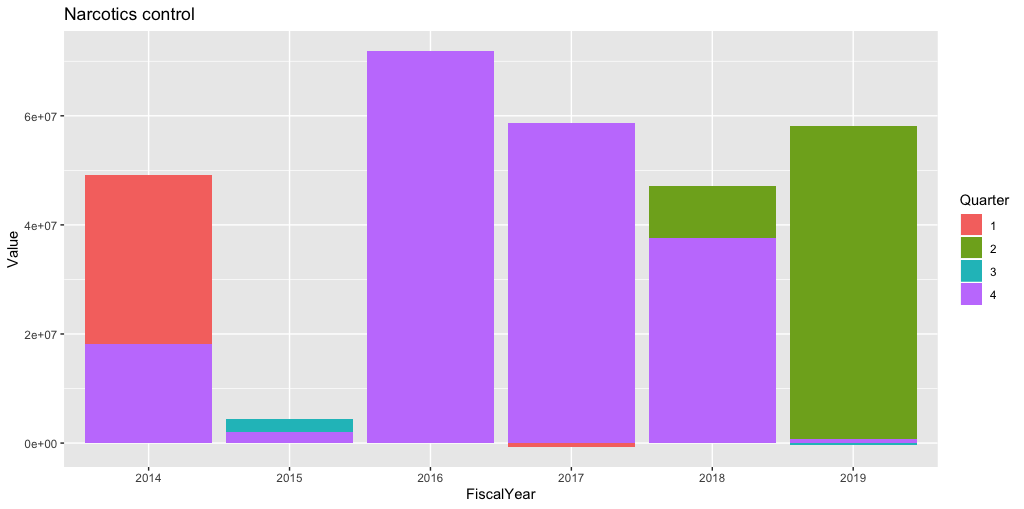 Narcotics control
6e+07
4e+07
2e+07
0e+00
Value
2014 2015 2016 2017 2018 2019
FiscalYear
Quarter
1
2
3
4